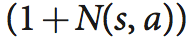 (1 + N(s, a))